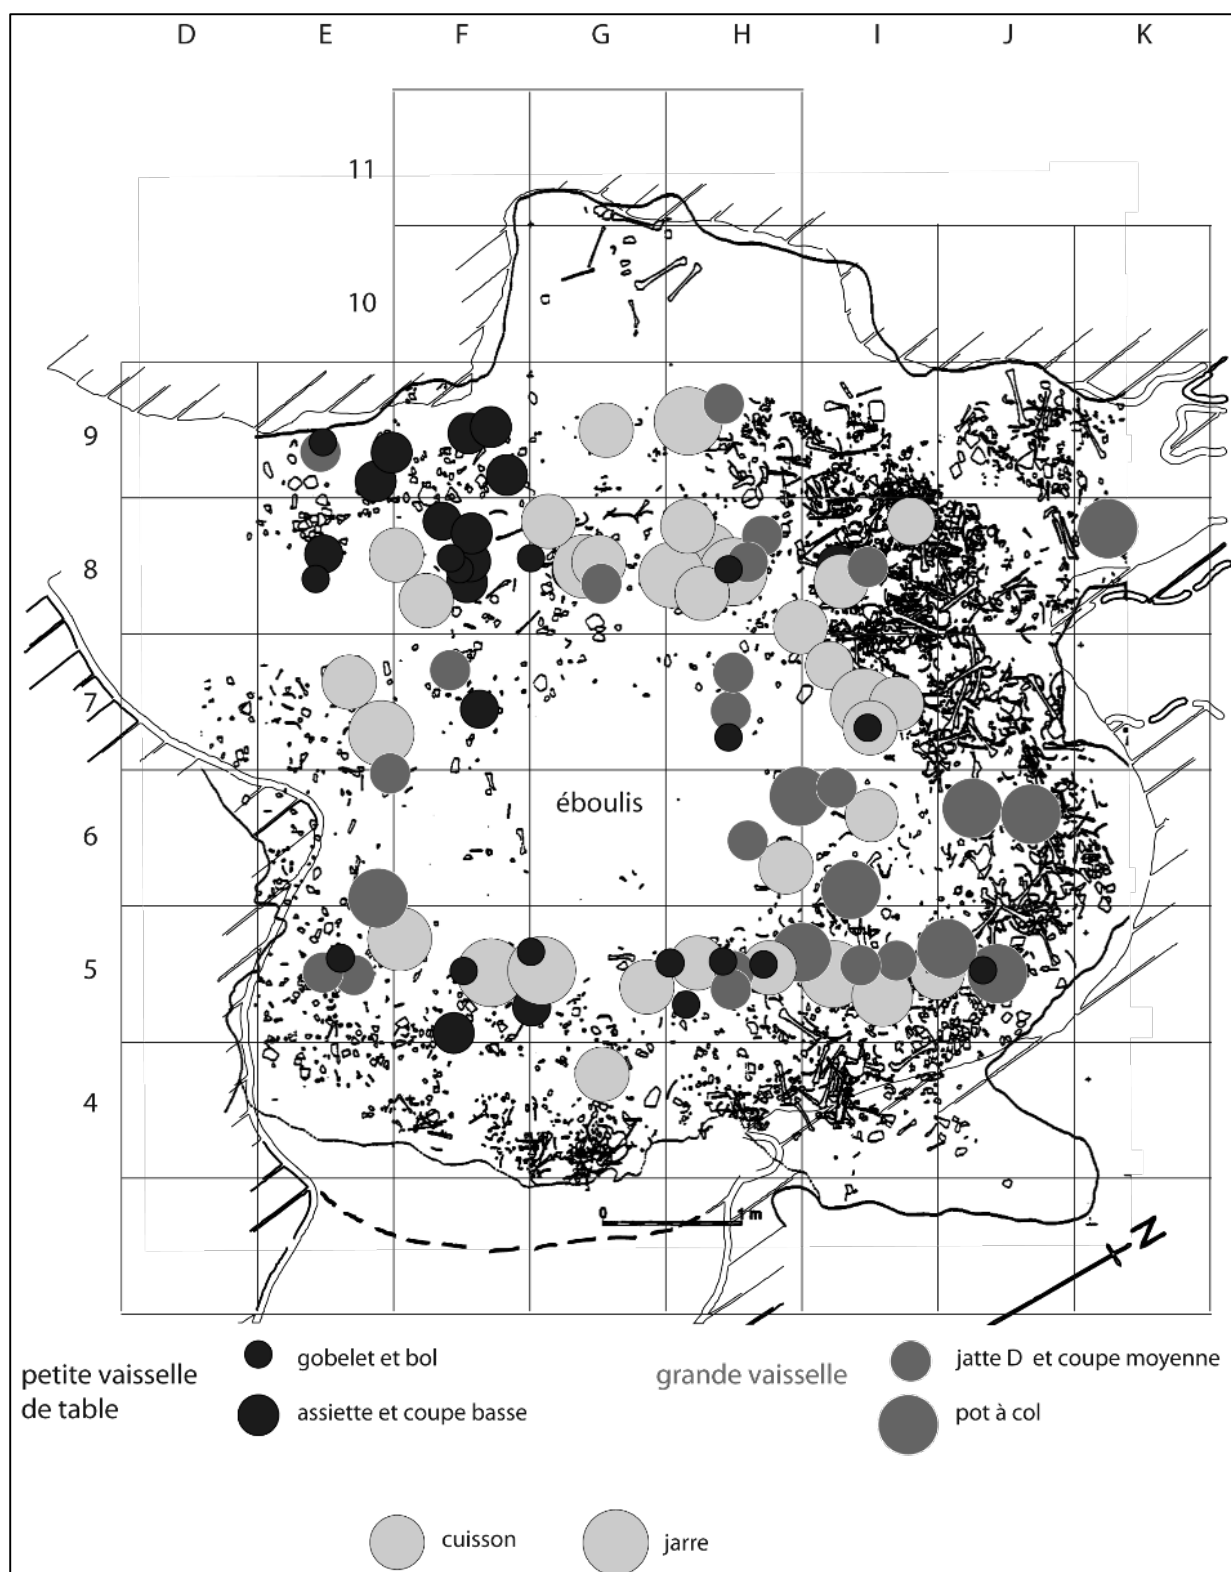 D E F G H I J K
11
10
9
8
7
éboulis
6
5
4
0 1 m
N
petite vaisselle
de table
gobelet et bol
assiette et coupe basse
grande vaisselle
jatte D et coupe moyenne
pot à col
cuisson
jarre